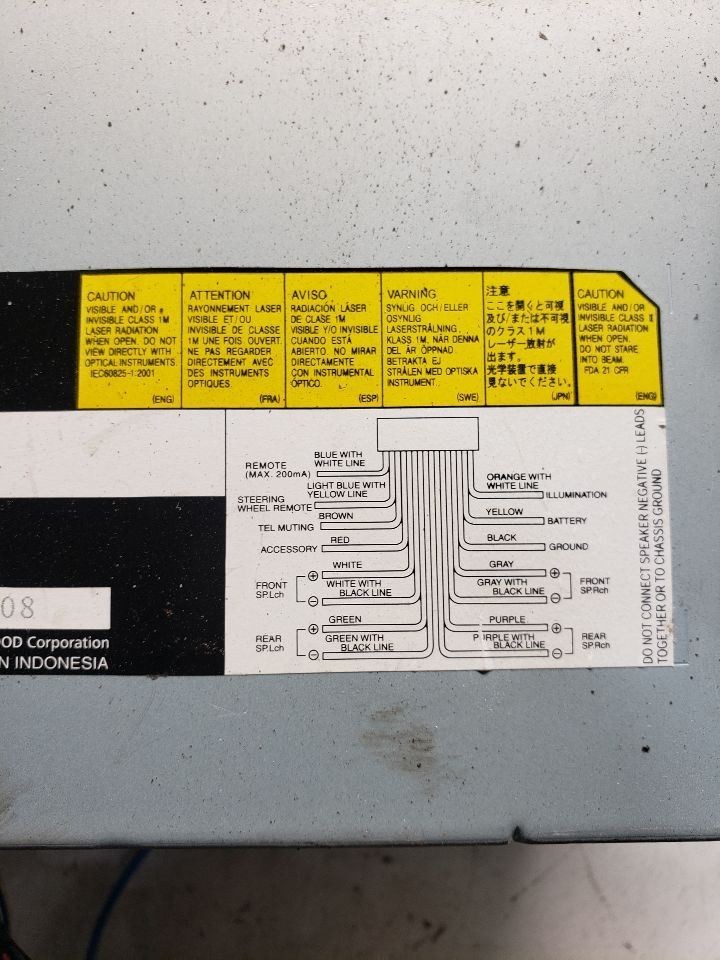 CAUTION
VISIBLE AND/OR
INVISIBLE CLASS 1M
LASER RADIATION
WHEN OPEN. DO NOT
VIEW DIRECTLY WITH
OPTICAL INSTRUMENTS.
IEC60825-1:2001
(ENG)
ATTENTION
RAYONNEMENT LASER
VISIBLE ET/OU
INVISIBLE DE CLASSE
1M UNE FOIS OUVERT.
NE PAS REGARDER
DIRECTEMENT AVEC
DES INSTRUMENTS
OPTIQUES.
(FRA)
AVISO
RADIACIÓN LÁSER
DE CLASE 1M
VISIBLE Y/O INVISIBLE
CUANDO ESTÁ
ABIERTO. NO MIRAR
DIRECTAMENTE
CON INSTRUMENTAL
ÓPTICO.
(ESP)
VARNING
SYNLIG OCH/ELLER
OSYNLIG
LASERSTRÅLNING,
KLASS 1M, NÄR DENNA
DEL ÄR ÖPPNAD.
BETRAKTA EJ
STRÅLEN MED OPTISKA
INSTRUMENT.
(SWE)
注意
ここを開くと可視
及び/または不可視
のクラス1M
レーザー放射が
出ます。
光学装置で直接
見ないでください。
(JPN)
CAUTION
VISIBLE AND/OR
INVISIBLE CLASS II
LASER RADIATION
WHEN OPEN.
DO NOT STARE
INTO BEAM.
FDA 21 CFR
(ENG)
BLUE WITH
WHITE LINE
REMOTE
(MAX. 200mA)
LIGHT BLUE WITH
YELLOW LINE
STEERING
WHEEL REMOTE
BROWN
TEL MUTING
RED
ACCESSORY
WHITE
FRONT
SP.Lch
WHITE WITH
BLACK LINE
GREEN
REAR
SP.Lch
GREEN WITH
BLACK LINE
ORANGE WITH
WHITE LINE
ILLUMINATION
YELLOW
BATTERY
BLACK
GROUND
GRAY
GRAY WITH
BLACK LINE
FRONT
SP.Rch
PURPLE
PURPLE WITH
BLACK LINE
REAR
SP.Rch
DO NOT CONNECT SPEAKER NEGATIVE (-) LEADS
TOGETHER OR TO CHASSIS GROUND
08
OOD Corporation
N INDONESIA